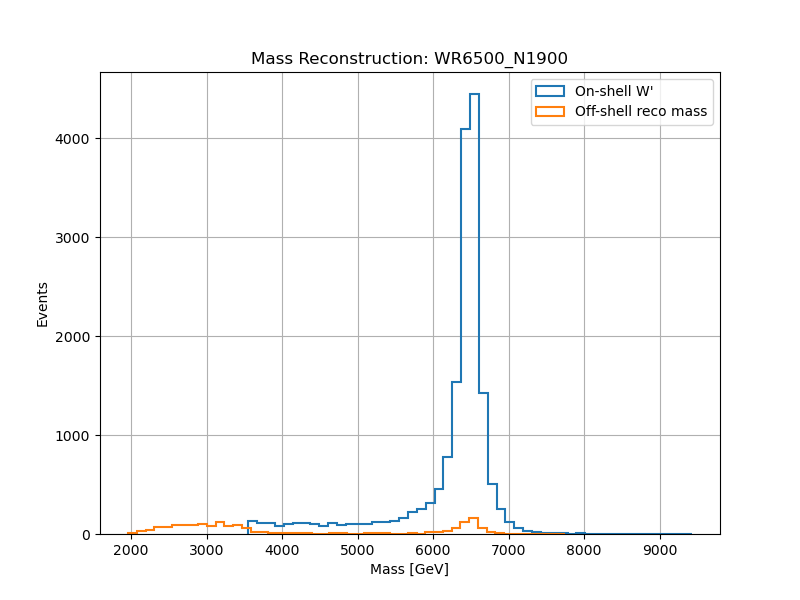 Mass Reconstruction: WR6500_N1900
On-shell W'
Off-shell reco mass
4000
3000
2000
1000
0
Events
2000 3000 4000 5000 6000 7000 8000 9000
Mass [GeV]